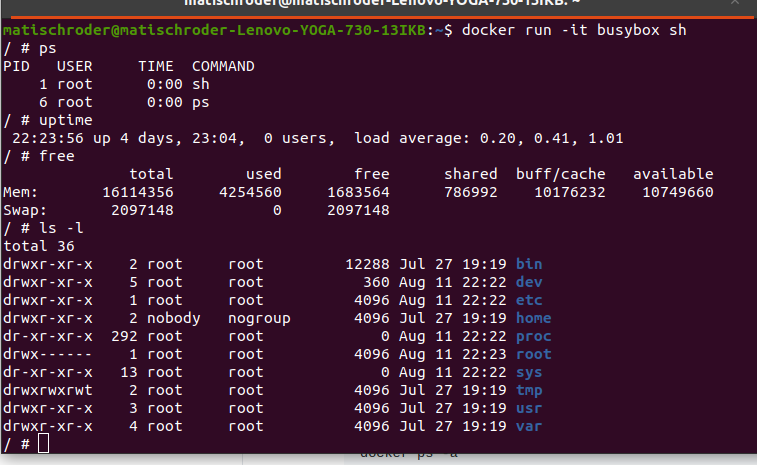 matischroder@matischroder-Lenovo-YOGA-730-13IKB: ~
matischroder@matischroder-Lenovo-YOGA-730-13IKB:~$ docker run -it busybox sh
/ # ps
PID   USER     TIME  COMMAND
    1 root      0:00 sh
    6 root      0:00 ps
/ # uptime
 22:23:56 up 4 days, 23:04,  0 users,  load average: 0.20, 0.41, 1.01
/ # free
              total        used        free      shared  buff/cache   available
Mem:       16114356     4254560     1683564      786992    10176232    10749660
Swap:       2097148           0     2097148
/ # ls -l
total 36
drwxr-xr-x    2 root     root         12288 Jul 27 19:19 bin
drwxr-xr-x    5 root     root           360 Aug 11 22:22 dev
drwxr-xr-x    1 root     root          4096 Aug 11 22:22 etc
drwxr-xr-x    2 nobody   nogroup       4096 Jul 27 19:19 home
dr-xr-xr-x  292 root     root             0 Aug 11 22:22 proc
drwx------    1 root     root          4096 Aug 11 22:23 root
dr-xr-xr-x   13 root     root             0 Aug 11 22:22 sys
drwxrwxrwt    2 root     root          4096 Jul 27 19:19 tmp
drwxr-xr-x    3 root     root          4096 Jul 27 19:19 usr
drwxr-xr-x    4 root     root          4096 Jul 27 19:19 var
/ #
docker ps -a